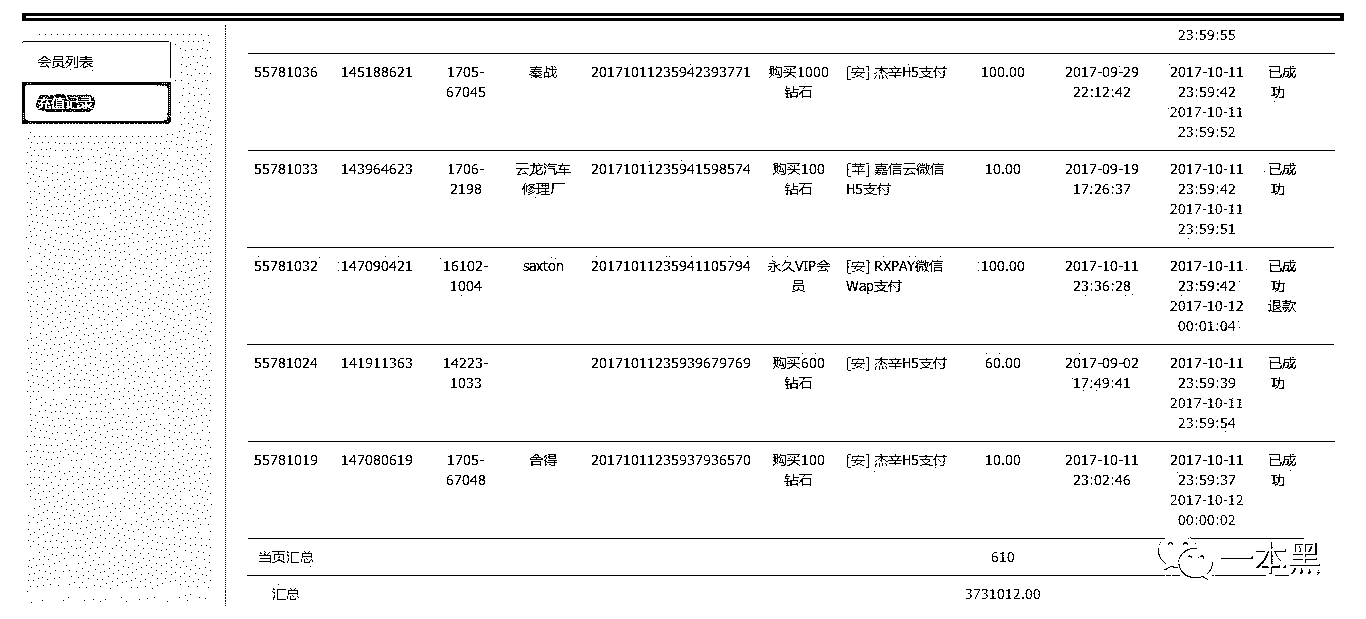 23:59:55
会员列表
充值记录
55781036 145188621 1705- 秦战 20171011235942393771 购买1000 [安] 杰辛H5支付 100.00 2017-09-29 2017-10-11 已成
67045 钻石 22:12:42 23:59:42 功
2017-10-11
23:59:52
55781033 143964623 1706- 云龙汽车 20171011235941598574 购买100 [苹] 嘉信云微信 10.00 2017-09-19 2017-10-11 已成
2198 修理厂 钻石 H5支付 17:26:37 23:59:42 功
2017-10-11
23:59:51
55781032 147090421 16102- saxton 20171011235941105794 永久VIP会 [安] RXPAY微信 100.00 2017-10-11 2017-10-11 已成
1004 员 Wap支付 23:36:28 23:59:42 功
2017-10-12 退款
00:01:04
55781024 141911363 14223- 20171011235939679769 购买600 [安] 杰辛H5支付 60.00 2017-09-02 2017-10-11 已成
1033 钻石 17:49:41 23:59:39 功
2017-10-11
23:59:54
55781019 147080619 1705- 舍得 20171011235937936570 购买100 [安] 杰辛H5支付 10.00 2017-10-11 2017-10-11 已成
67048 钻石 23:02:46 23:59:37 功
2017-10-12
00:00:02
当页汇总 610
一本黑
汇总 3731012.00